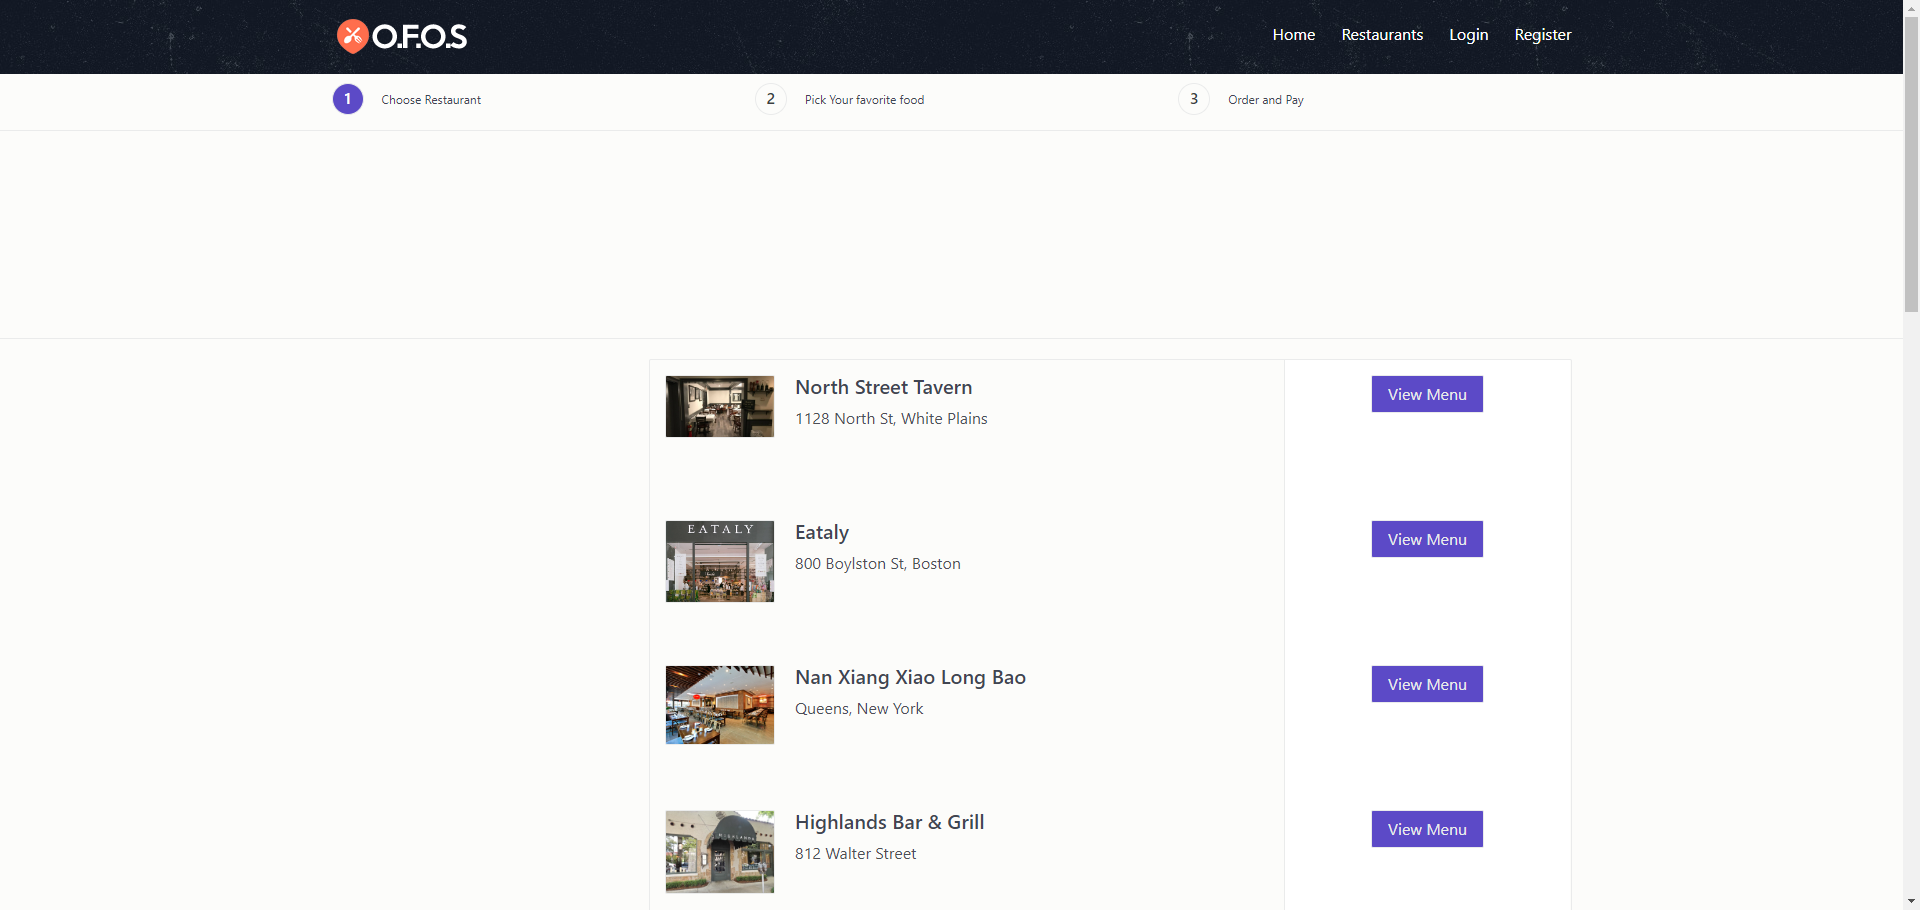 O.F.O.S
Home Restaurants Login Register
1 Choose Restaurant 2 Pick Your favorite food 3 Order and Pay
North Street Tavern
1128 North St, White Plains
View Menu
EATALY
Eataly
800 Boylston St, Boston
View Menu
Nan Xiang Xiao Long Bao
Queens, New York
View Menu
Highlands Bar & Grill
812 Walter Street
View Menu
HIGHLANDS